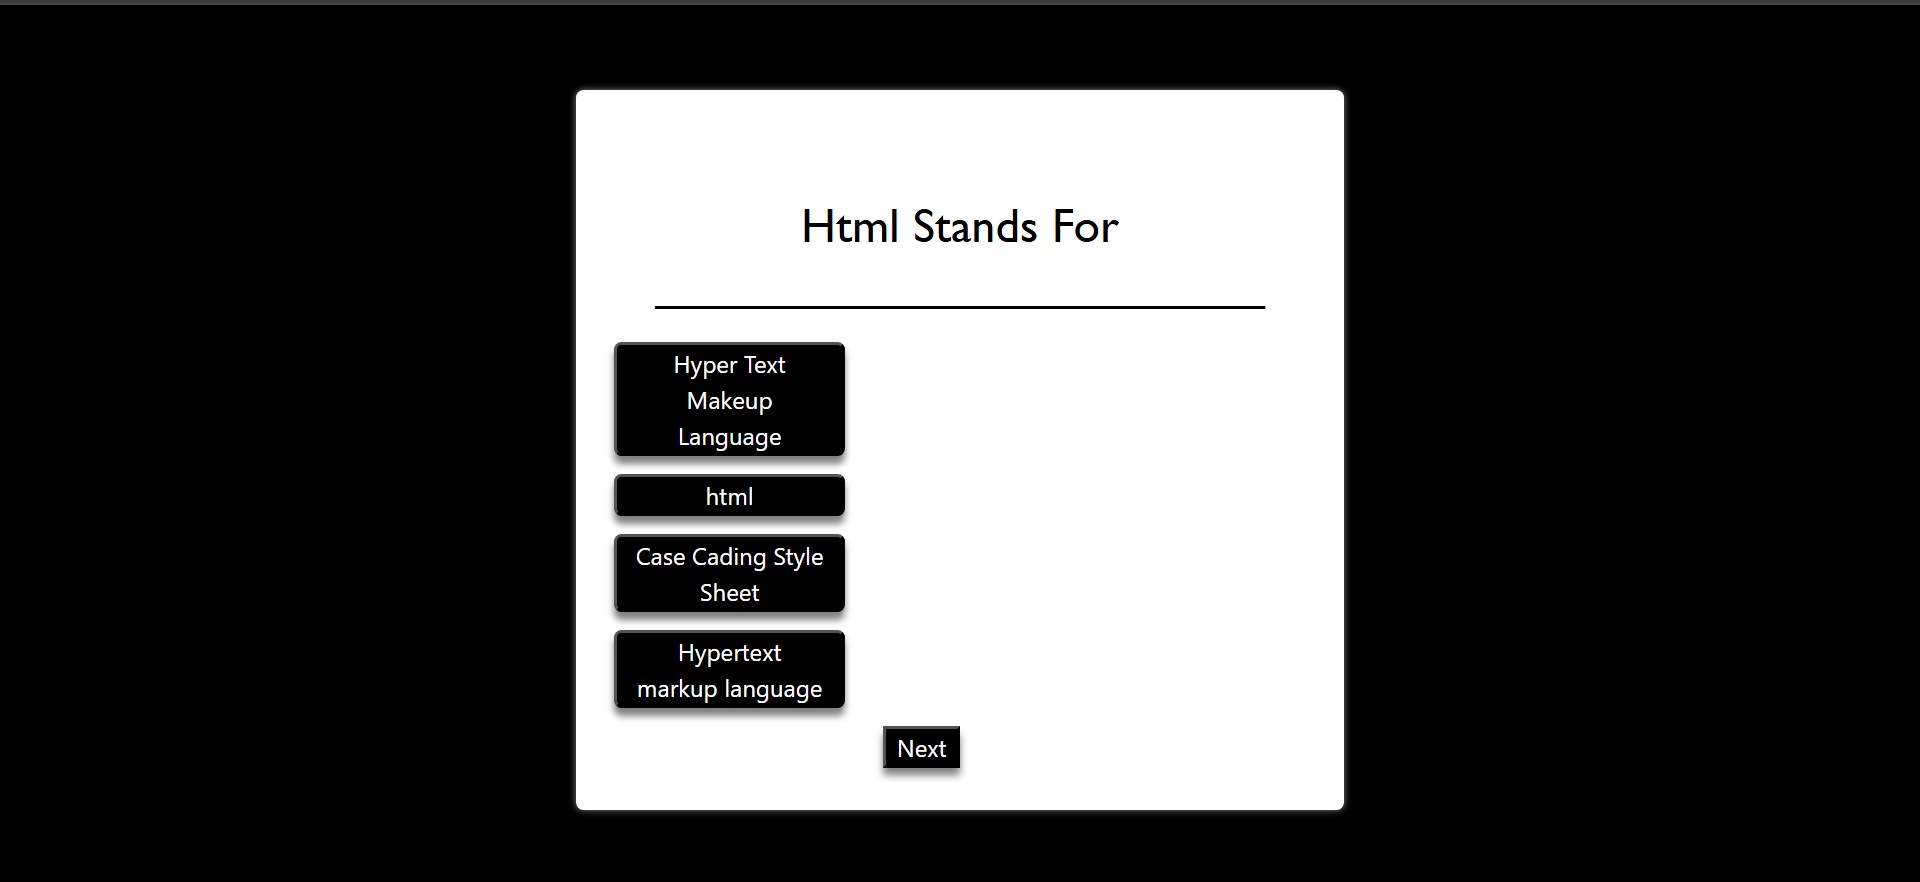 Html Stands For
Hyper Text
Makeup
Language
html
Case Cading Style
Sheet
Hypertext
markup language
Next